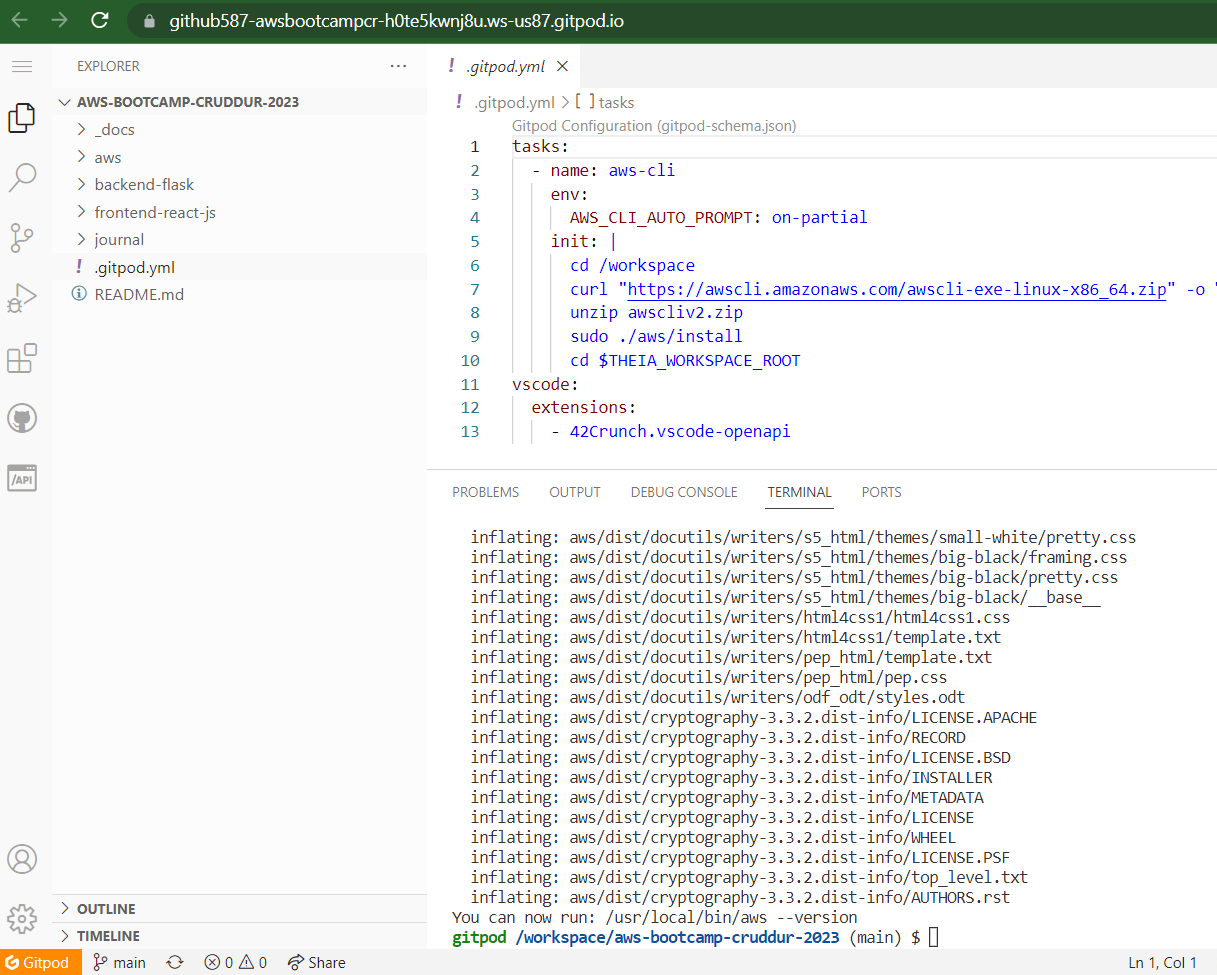 github587-awsbootcampcr-h0te5kwnj8u.ws-us87.gitpod.io
EXPLORER
AWS-BOOTCAMP-CRUDDUR-2023
_docs
aws
backend-flask
frontend-react-js
journal
! .gitpod.yml
README.md
OUTLINE
TIMELINE
! .gitpod.yml
! .gitpod.yml > [ ] tasks
Gitpod Configuration (gitpod-schema.json)
1 tasks:
2 - name: aws-cli
3 env:
4 AWS_CLI_AUTO_PROMPT: on-partial
5 init: |
6 cd /workspace
7 curl "https://awscli.amazonaws.com/awscli-exe-linux-x86_64.zip" -o "
8 unzip awscliv2.zip
9 sudo ./aws/install
10 cd $THEIA_WORKSPACE_ROOT
11 vscode:
12 extensions:
13 - 42Crunch.vscode-openapi
PROBLEMS OUTPUT DEBUG CONSOLE TERMINAL PORTS
inflating: aws/dist/docutils/writers/s5_html/themes/small-white/pretty.css
inflating: aws/dist/docutils/writers/s5_html/themes/big-black/framing.css
inflating: aws/dist/docutils/writers/s5_html/themes/big-black/pretty.css
inflating: aws/dist/docutils/writers/s5_html/themes/big-black/__base__
inflating: aws/dist/docutils/writers/html4css1/html4css1.css
inflating: aws/dist/docutils/writers/html4css1/template.txt
inflating: aws/dist/docutils/writers/pep_html/template.txt
inflating: aws/dist/docutils/writers/pep_html/pep.css
inflating: aws/dist/docutils/writers/odf_odt/styles.odt
inflating: aws/dist/cryptography-3.3.2.dist-info/LICENSE.APACHE
inflating: aws/dist/cryptography-3.3.2.dist-info/RECORD
inflating: aws/dist/cryptography-3.3.2.dist-info/LICENSE.BSD
inflating: aws/dist/cryptography-3.3.2.dist-info/INSTALLER
inflating: aws/dist/cryptography-3.3.2.dist-info/METADATA
inflating: aws/dist/cryptography-3.3.2.dist-info/LICENSE
inflating: aws/dist/cryptography-3.3.2.dist-info/WHEEL
inflating: aws/dist/cryptography-3.3.2.dist-info/LICENSE.PSF
inflating: aws/dist/cryptography-3.3.2.dist-info/top_level.txt
inflating: aws/dist/cryptography-3.3.2.dist-info/AUTHORS.rst
You can now run: /usr/local/bin/aws --version
gitpod /workspace/aws-bootcamp-cruddur-2023 (main) $
/API
Gitpod main 0 0 Share Ln 1, Col 1